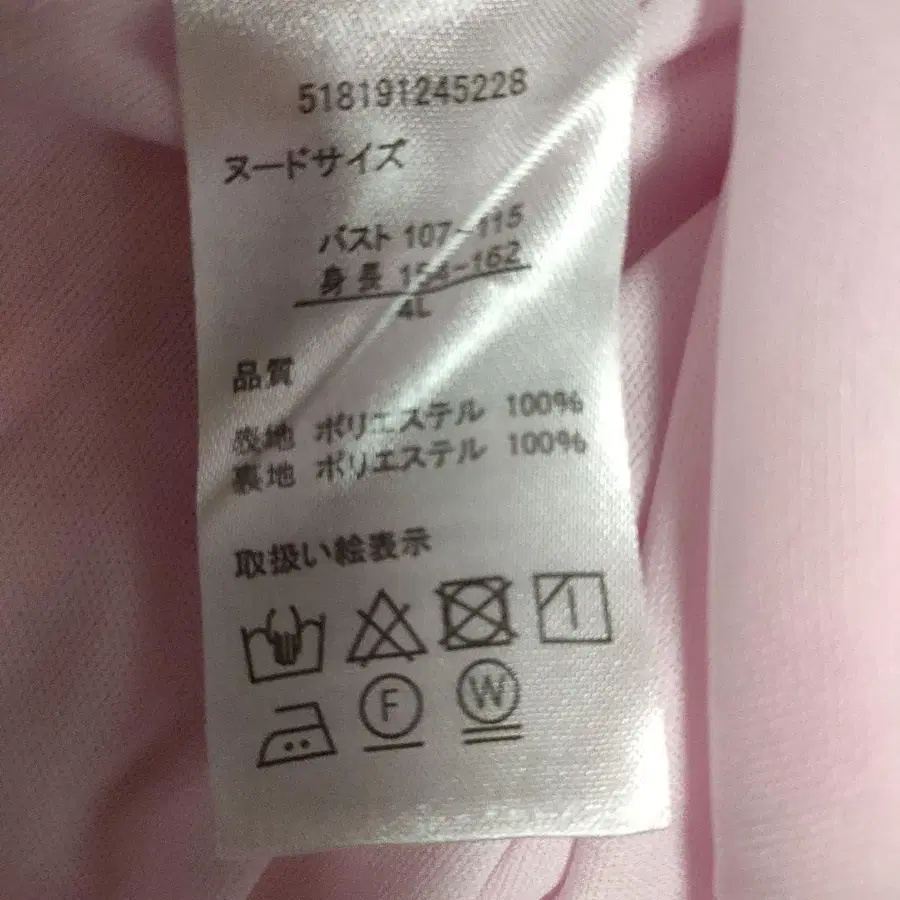 518191245228
ヌードサイズ
バスト 107~115
身長 154-162
4L
品質
表地 ポリエステル 100%
裏地 ポリエステル 100%
取扱い絵表示
F
W